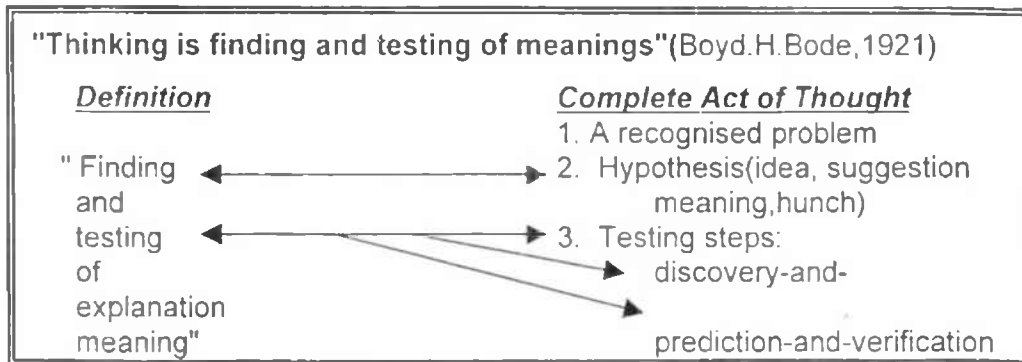 "Thinking is finding and testing of meanings"(Boyd.H.Bode,1921)
Definition
Complete Act of Thought
1. A recognised problem
" Finding
2. Hypothesis(idea, suggestion
and
meaning,hunch)
testing
3. Testing steps:
of
discovery-and-
explanation
meaning"
prediction-and-verification